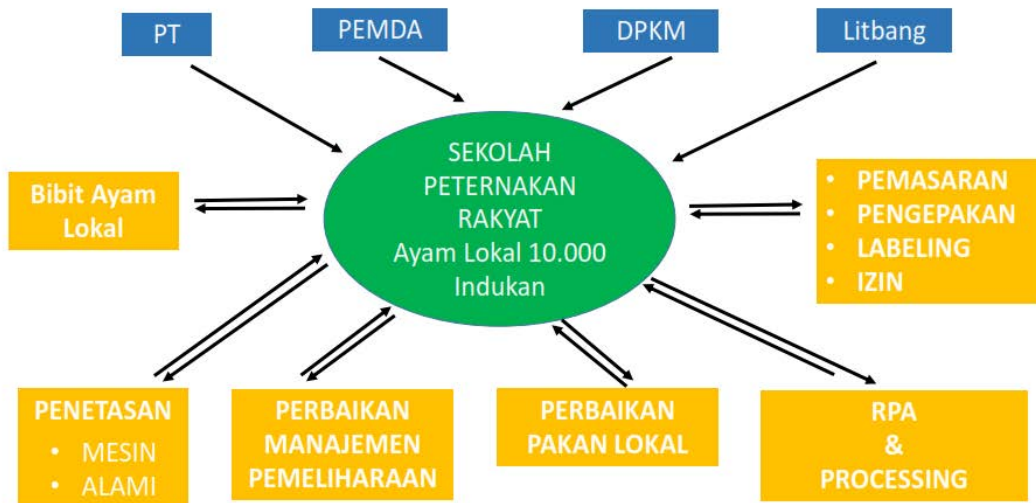 PT
PEMDA
DPKM
Litbang
SEKOLAH
PETERNAKAN
RAKYAT
Ayam Lokal 10.000
Indukan
Bibit Ayam
Lokal
• PEMASARAN
• PENGEPAKAN
• LABELING
• IZIN
PENETASAN
• MESIN
• ALAMI
PERBAIKAN
MANAJEMEN
PEMELIHARAAN
PERBAIKAN
PAKAN LOKAL
RPA
&
PROCESSING